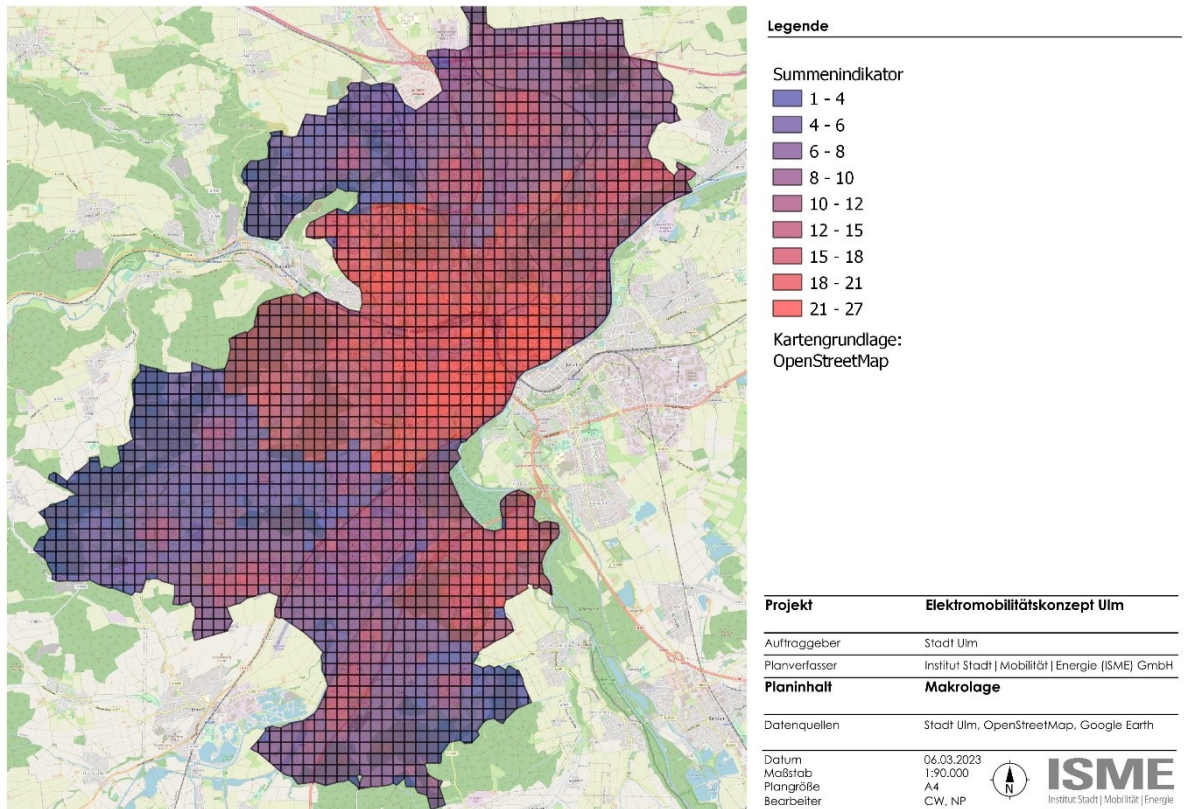 Legende
Summenindikator
1 - 4
4 - 6
6 - 8
8 - 10
10 - 12
12 - 15
15 - 18
18 - 21
21 - 27
Kartengrundlage:
OpenStreetMap
Projekt Elektromobilitätskonzept Ulm
Auftraggeber Stadt Ulm
Planverfasser Institut Stadt | Mobilität | Energie (ISME) GmbH
Planinhalt Makrolage
Datenquellen Stadt Ulm, OpenStreetMap, Google Earth
Datum 06.03.2023
Maßstab 1:90.000
Plangröße A4
Bearbeiter CW, NP
N
ISME
Institut Stadt | Mobilität | Energie